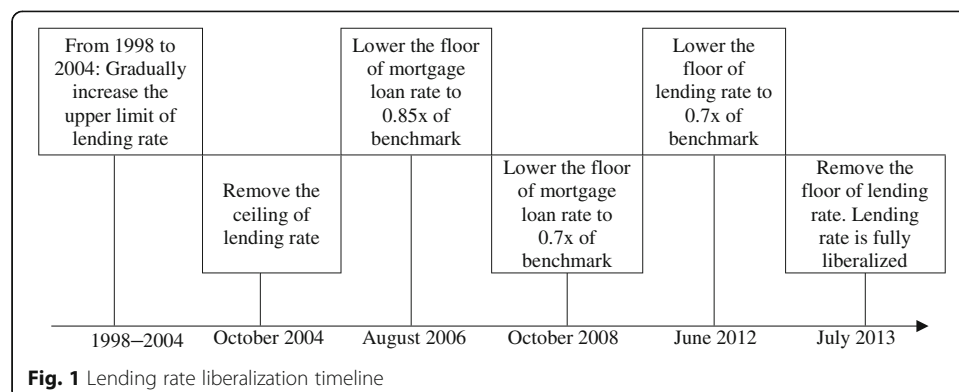 From 1998 to
2004: Gradually
increase the
upper limit of
lending rate
Remove the
ceiling of
lending rate
Lower the floor
of mortgage
loan rate to
0.85x of
benchmark
Lower the floor
of mortgage
loan rate to
0.7x of
benchmark
Lower the
floor of
lending rate to
0.7x of
benchmark
Remove the
floor of lending
rate. Lending
rate is fully
liberalized
1998–2004
October 2004
August 2006
October 2008
June 2012
July 2013
Fig. 1 Lending rate liberalization timeline